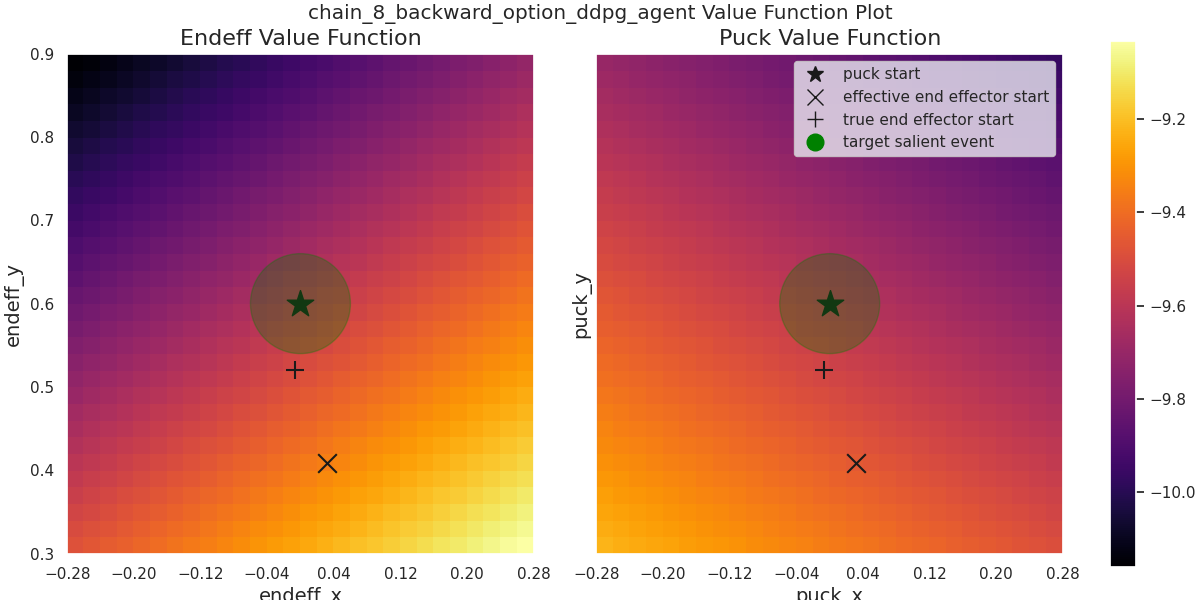 chain_8_backward_option_ddpg_agent Value Function Plot
Endeff Value Function
Puck Value Function
0.9
0.8
0.7
0.6
0.5
0.4
0.3
endeff_y
−0.28 −0.20 −0.12 −0.04 0.04 0.12 0.20 0.28
endeff_x
puck_y
puck start
effective end effector start
true end effector start
target salient event
−0.28 −0.20 −0.12 −0.04 0.04 0.12 0.20 0.28
puck_x
−9.2
−9.4
−9.6
−9.8
−10.0